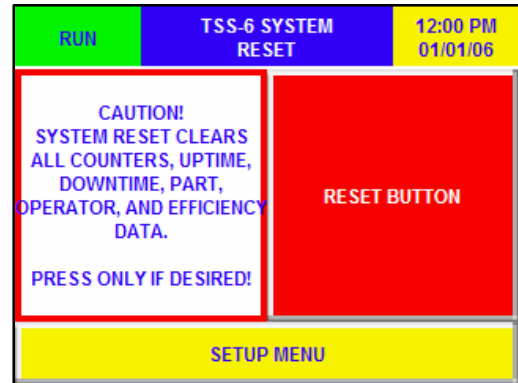 RUN
TSS-6 SYSTEM
RESET
12:00 PM
01/01/06
CAUTION!
SYSTEM RESET CLEARS
ALL COUNTERS, UPTIME,
DOWNTIME, PART,
OPERATOR, AND EFFICIENCY
DATA.
PRESS ONLY IF DESIRED!
RESET BUTTON
SETUP MENU